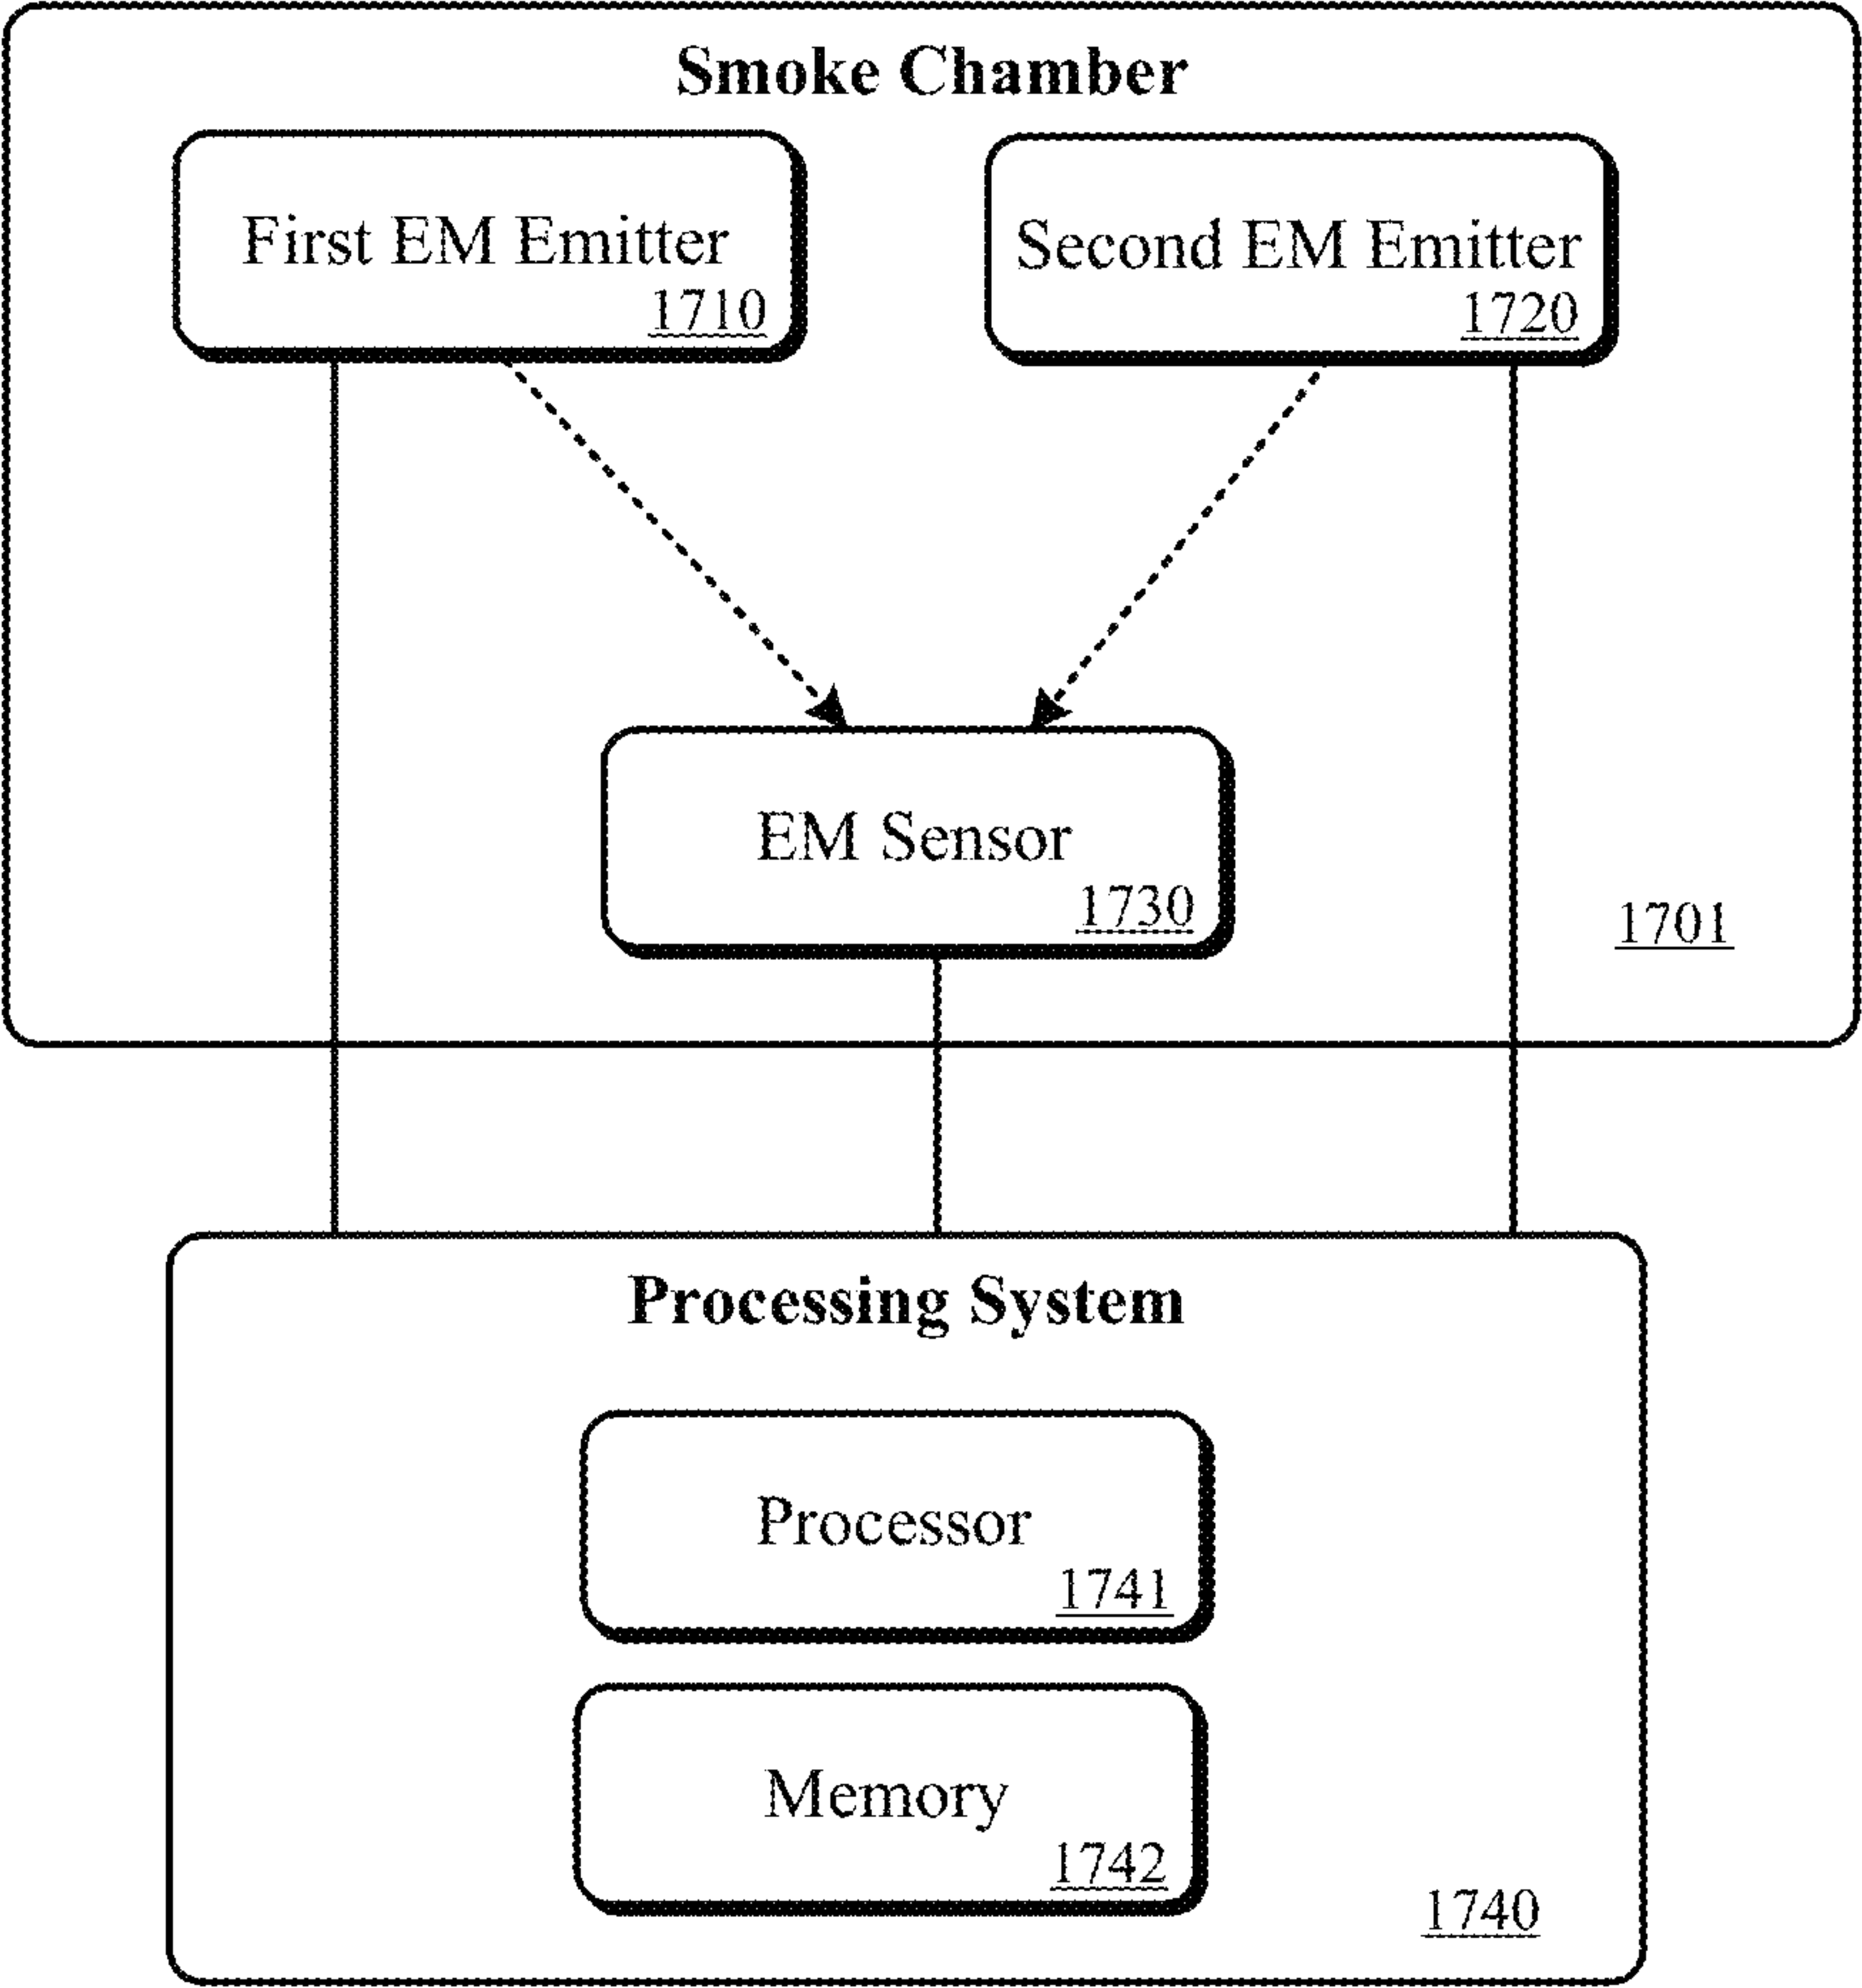 Smoke Chamber
First EM Emitter
1710
Second EM Emitter
1720
EM Sensor
1730
1701
Processing System
Processor
1741
Memory
1742
1740